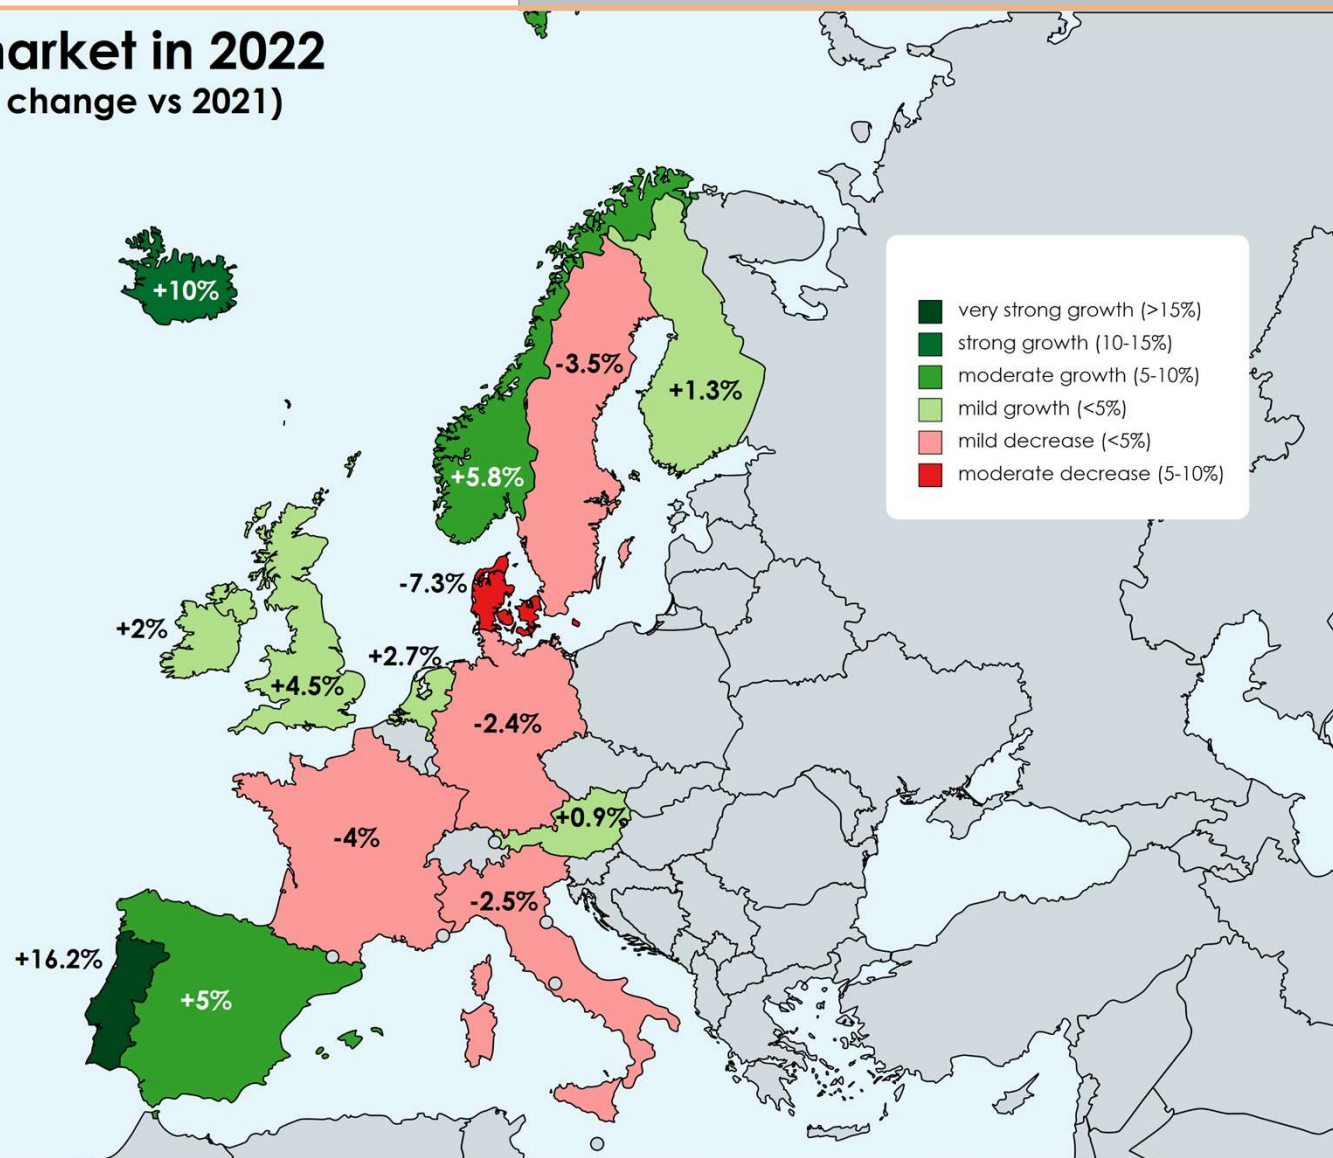 market in 2022
change vs 2021)
+10%
-3.5%
+1.3%
+5.8%
very strong growth (>15%)
strong growth (10-15%)
moderate growth (5-10%)
mild growth (<5%)
mild decrease (<5%)
moderate decrease (5-10%)
-7.3%
+2%
+2.7%
+4.5%
-2.4%
+0.9%
-4%
-2.5%
+16.2%
+5%